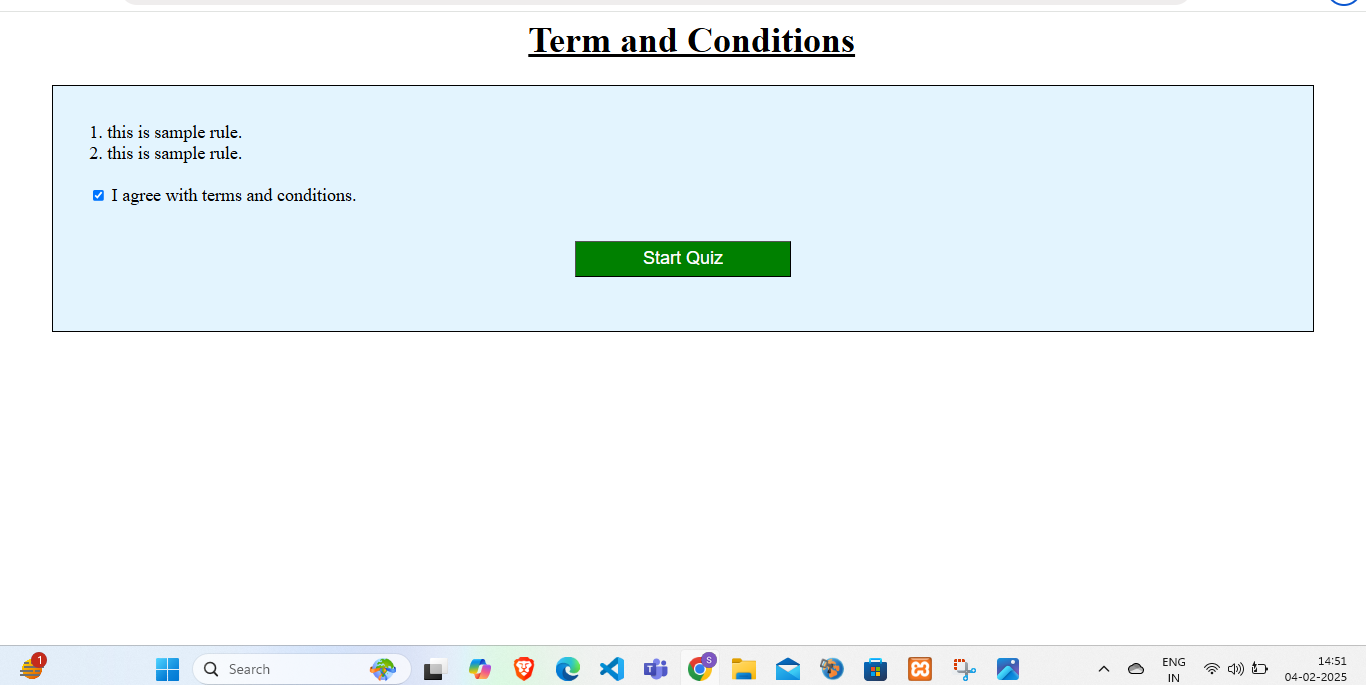 Term and Conditions
1. this is sample rule.
2. this is sample rule.
I agree with terms and conditions.
Start Quiz
1
Search
S
ENG
IN
14:51
04-02-2025